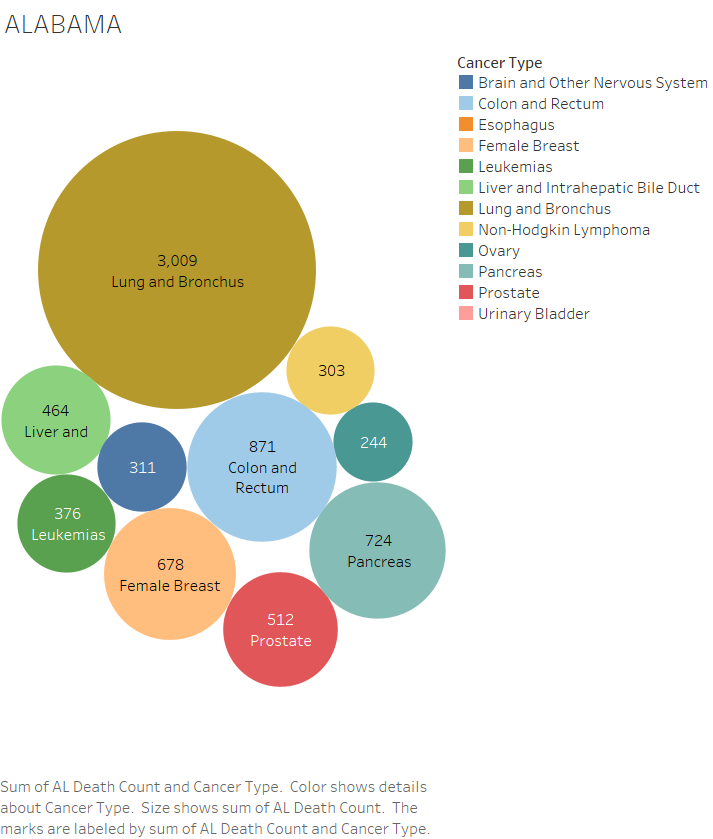 ALABAMA
Cancer Type
Brain and Other Nervous System
Colon and Rectum
Esophagus
Female Breast
Leukemias
Liver and Intrahepatic Bile Duct
Lung and Bronchus
Non-Hodgkin Lymphoma
Ovary
Pancreas
Prostate
Urinary Bladder
3,009
Lung and Bronchus
303
464
Liver and
311
871
Colon and
Rectum
244
376
Leukemias
724
Pancreas
678
Female Breast
512
Prostate
Sum of AL Death Count and Cancer Type.  Color shows details
about Cancer Type.  Size shows sum of AL Death Count.  The
marks are labeled by sum of AL Death Count and Cancer Type.